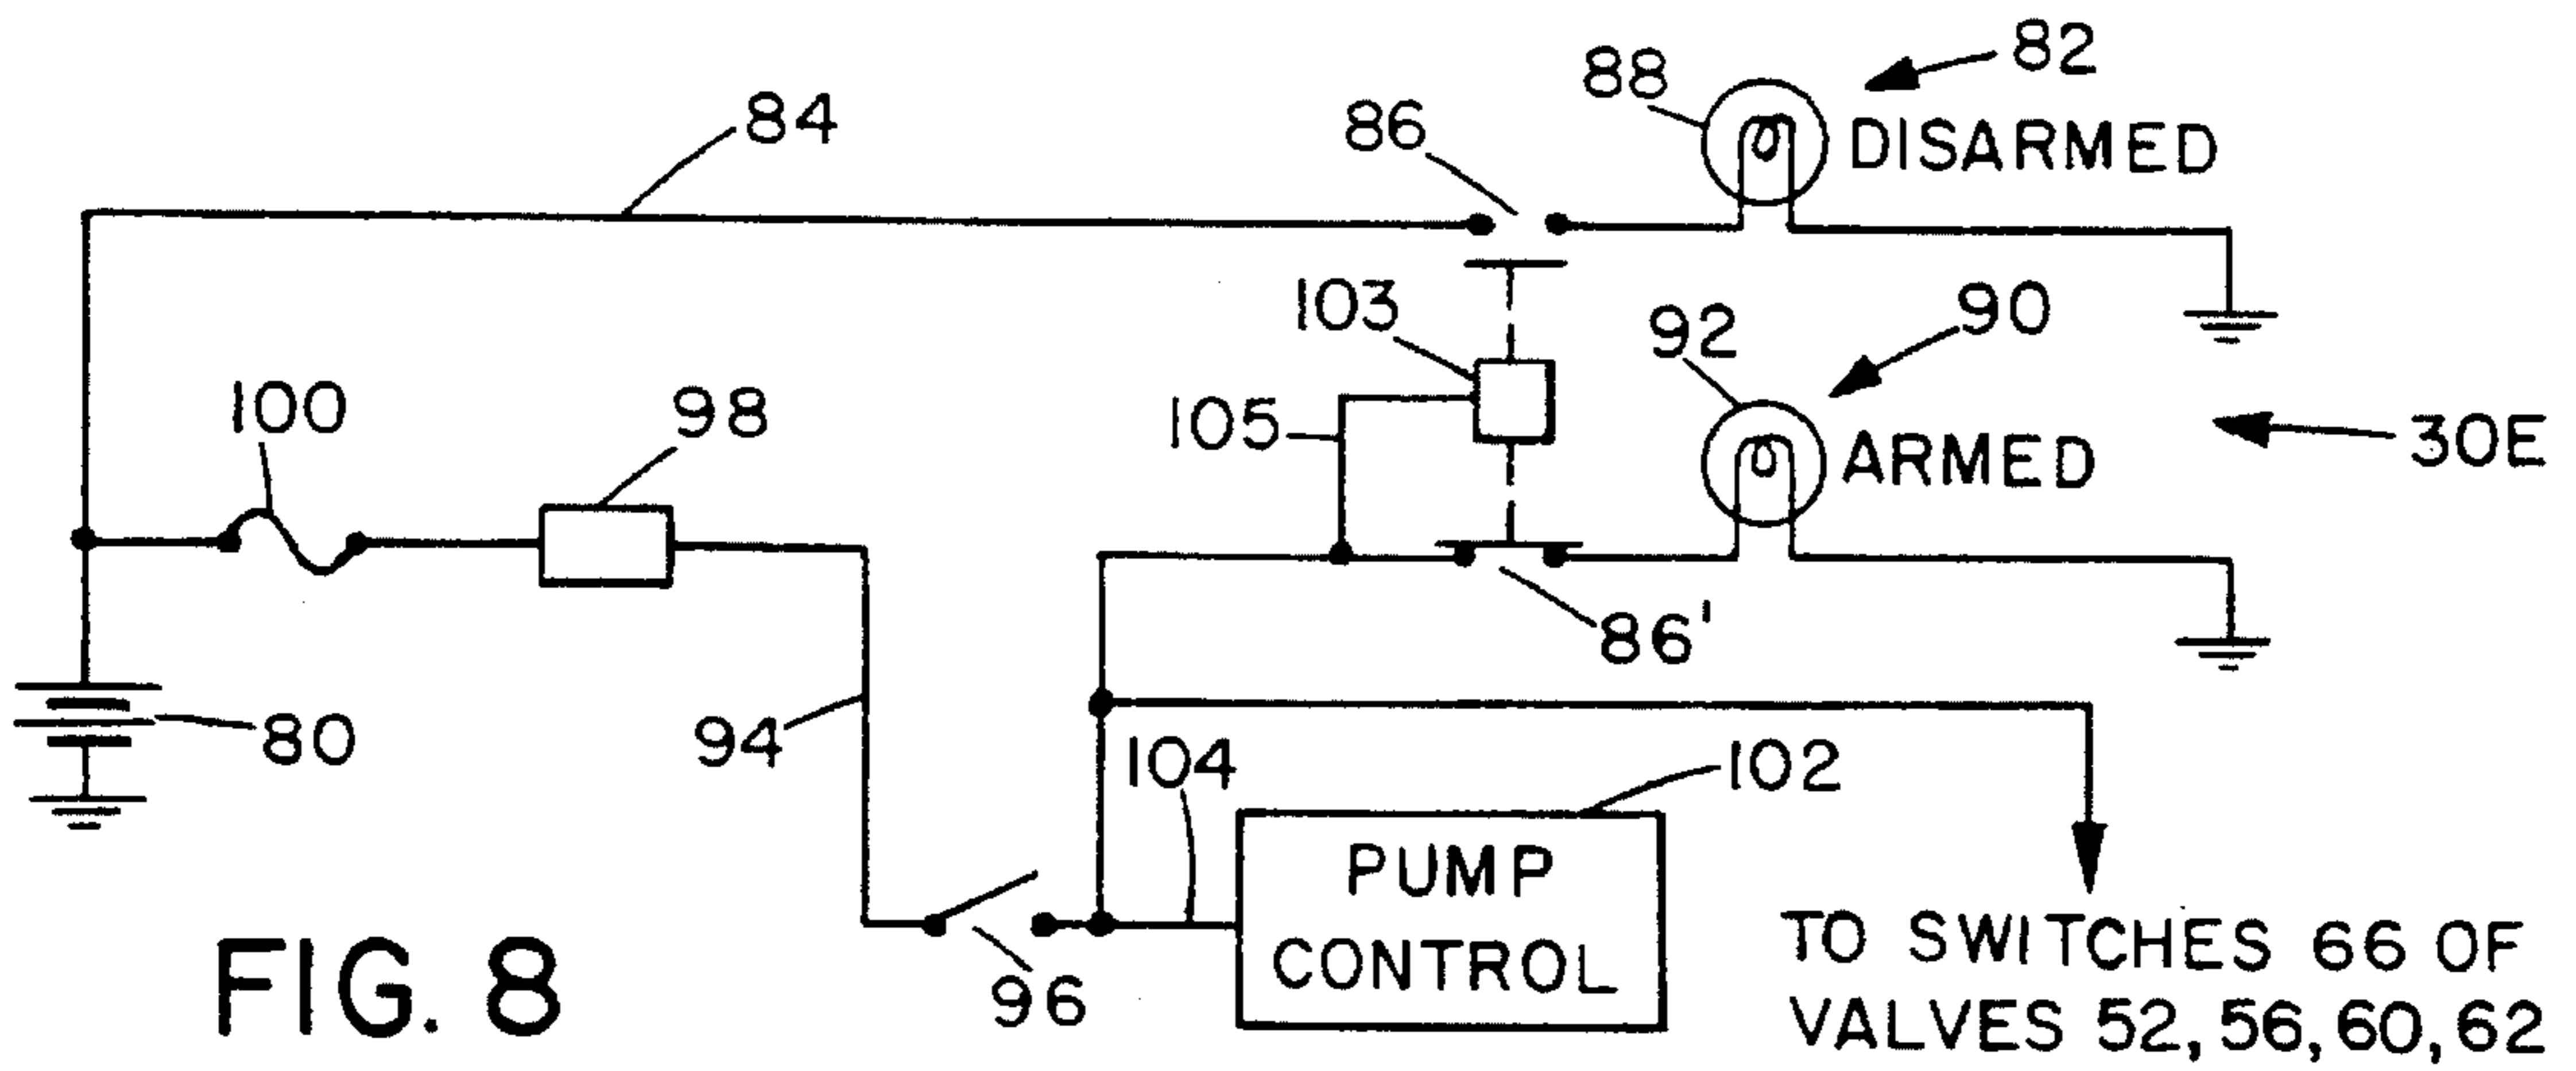 82
88
84
86
DISARMED
103
92
90
100
98
105
ARMED
30E
86'
94
80
104
102
PUMP
CONTROL
96
TO SWITCHES 66 OF
VALVES 52, 56, 60, 62
FIG. 8